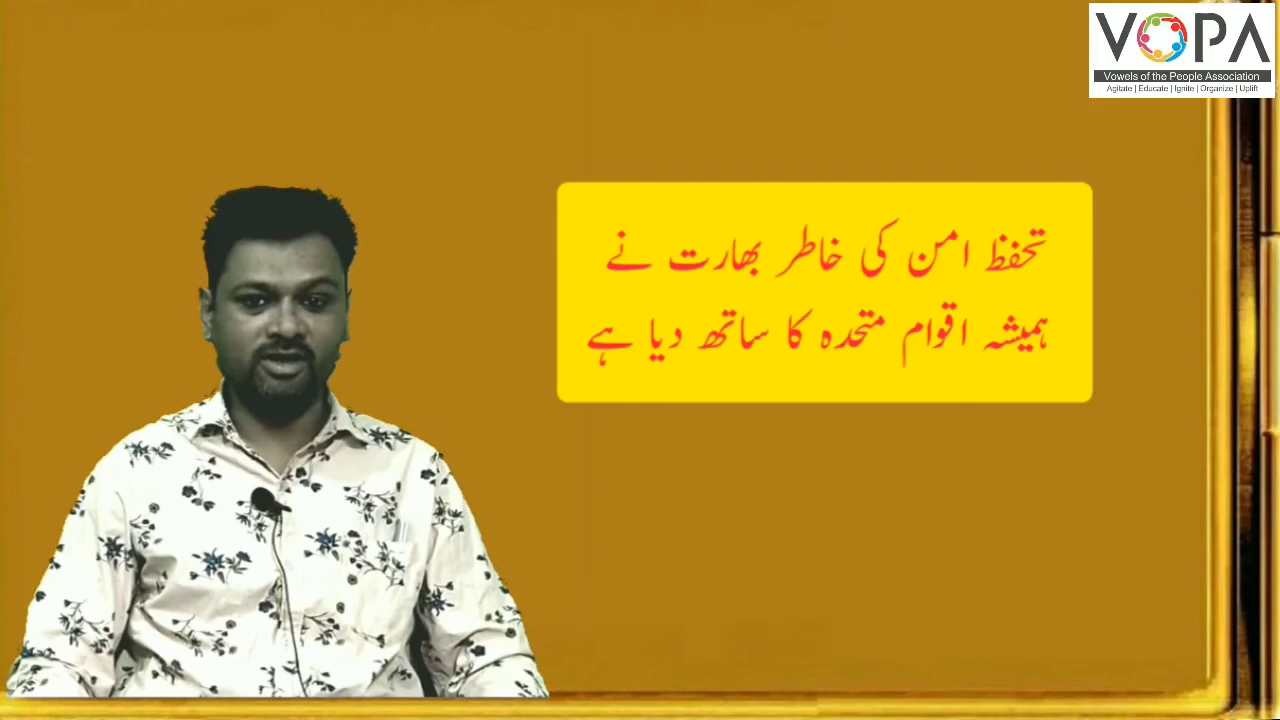 VOPA
Vowels of the People Association
Agitate | Educate | Ignite | Organize | Uplift
تحفظ امن کی خاطر بھارت نے
ہمیشہ اقوام متحدہ کا ساتھ دیا ہے